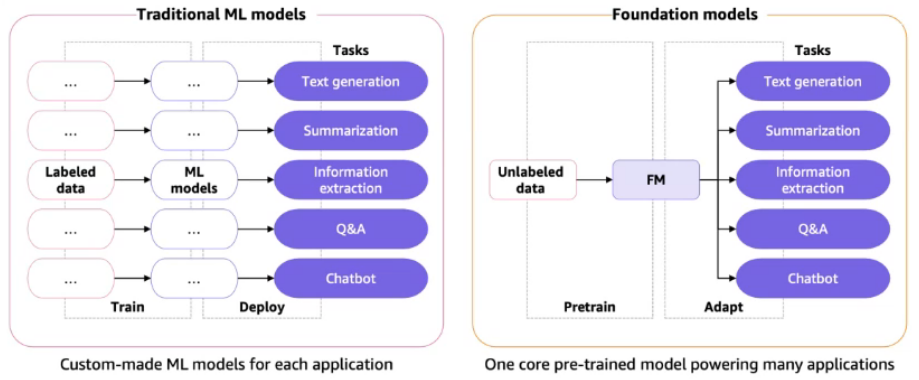 Traditional ML models
Tasks
... ... Text generation
... ... Summarization
Labeled data ML models Information extraction
... ... Q&A
... ... Chatbot
Train Deploy
Custom-made ML models for each application
Foundation models
Tasks
Text generation
Summarization
Unlabeled data FM Information extraction
Q&A
Chatbot
Pretrain Adapt
One core pre-trained model powering many applications